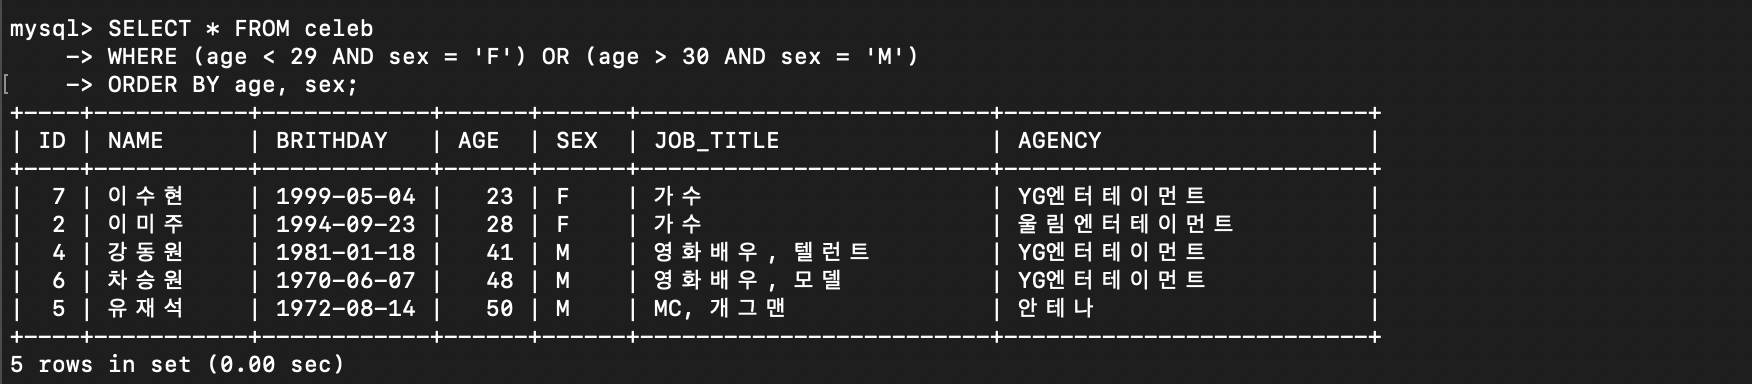 mysql> SELECT * FROM celeb
-> WHERE (age < 29 AND sex = 'F') OR (age > 30 AND sex = 'M')
[ -> ORDER BY age, sex;
+----+-----------+------------+------+------+-------------------------+--------------------------+
| ID | NAME | BRITHDAY | AGE | SEX | JOB_TITLE | AGENCY |
+----+-----------+------------+------+------+-------------------------+--------------------------+
| 7 | 이수현 | 1999-05-04 | 23 | F | 가수 | YG엔터테이먼트 |
| 2 | 이미주 | 1994-09-23 | 28 | F | 가수 | 울림엔터테이먼트 |
| 4 | 강동원 | 1981-01-18 | 41 | M | 영화배우, 텔런트 | YG엔터테이먼트 |
| 6 | 차승원 | 1970-06-07 | 48 | M | 영화배우, 모델 | YG엔터테이먼트 |
| 5 | 유재석 | 1972-08-14 | 50 | M | MC, 개그맨 | 안테나 |
+----+-----------+------------+------+------+-------------------------+--------------------------+
5 rows in set (0.00 sec)